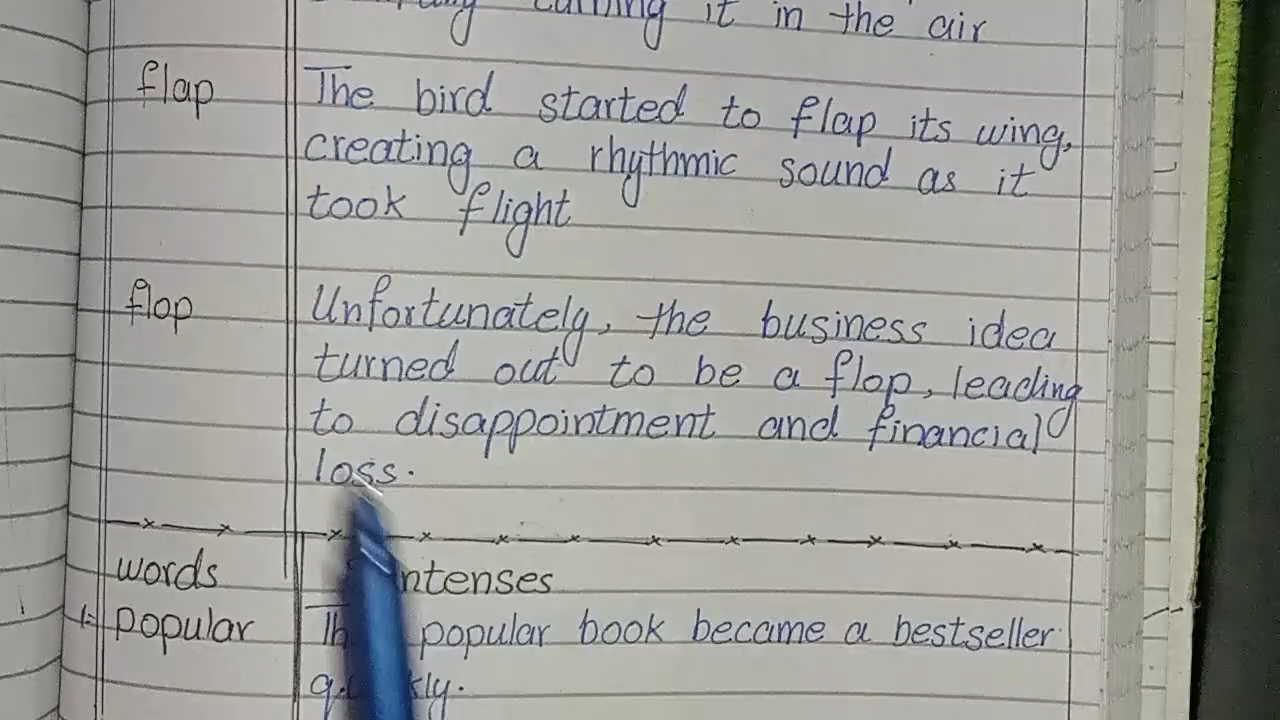 turning it in the air
flap
The bird started to flap its wing,
creating a rhythmic sound as it
took flight
flop
Unfortunately, the business idea
turned out to be a flop, leading
to disappointment and financial
loss.
words
1- Popular
popular book became a bestseller